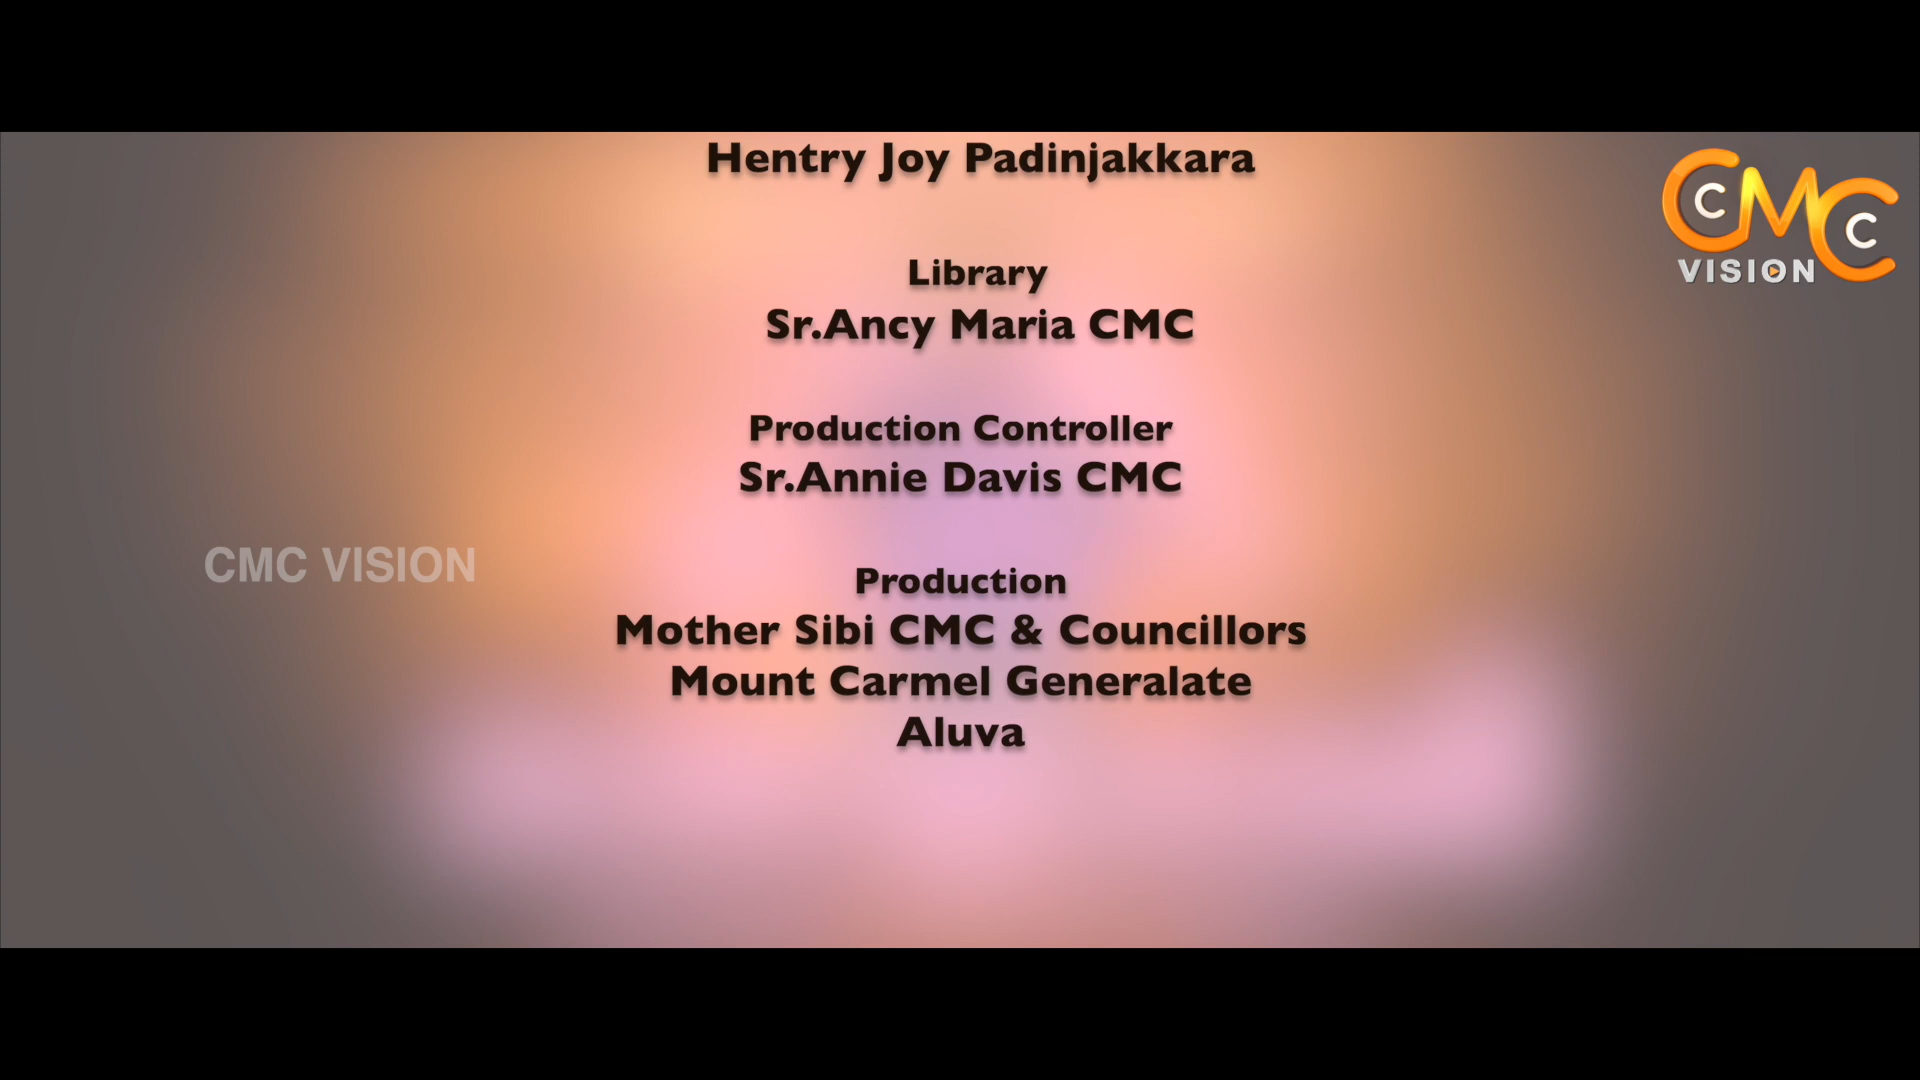 Hentry Joy Padinjakkara
CMC
VISION
Library
Sr.Ancy Maria CMC
Production Controller
Sr.Annie Davis CMC
CMC VISION
Production
Mother Sibi CMC & Councillors
Mount Carmel Generalate
Aluva